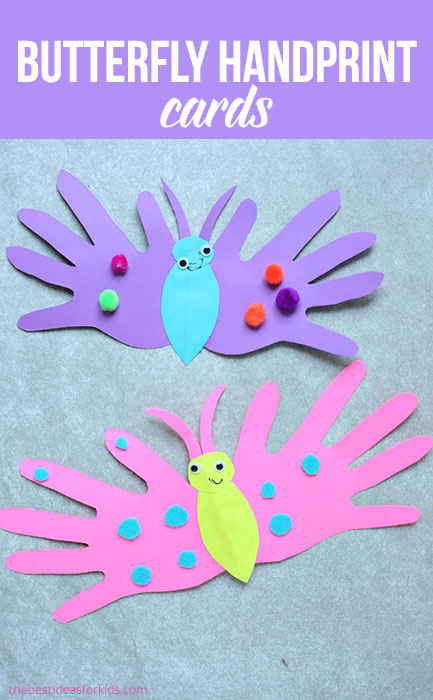 BUTTERFLY HANDPRINT
cards
thebestideasforkids.com